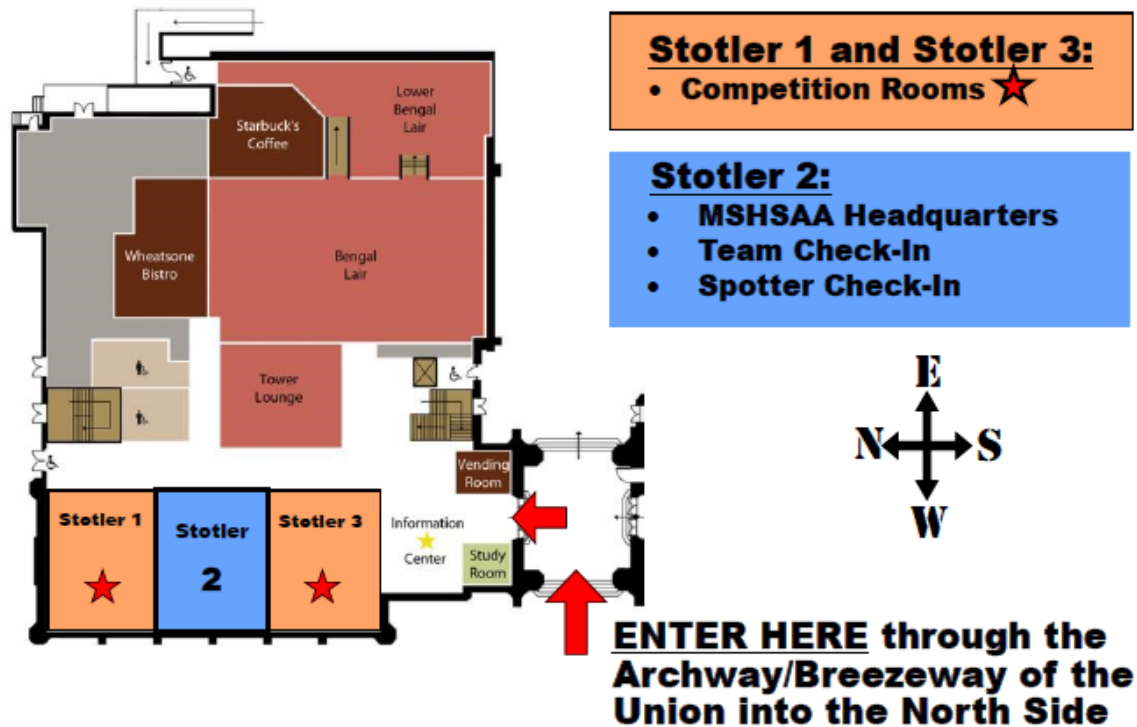 Stotler 1 and Stotler 3:
• Competition Rooms
Stotler 2:
• MSHSAA Headquarters
• Team Check-In
• Spotter Check-In
E
N S
W
Lower
Bengal
Lair
Starbuck's
Coffee
Wheatsone
Bistro
Bengal
Lair
Tower
Lounge
Vending
Room
Stotler 1
Stotler
2
Stotler 3
Information
Center
Study
Room
ENTER HERE through the
Archway/Breezeway of the
Union into the North Side